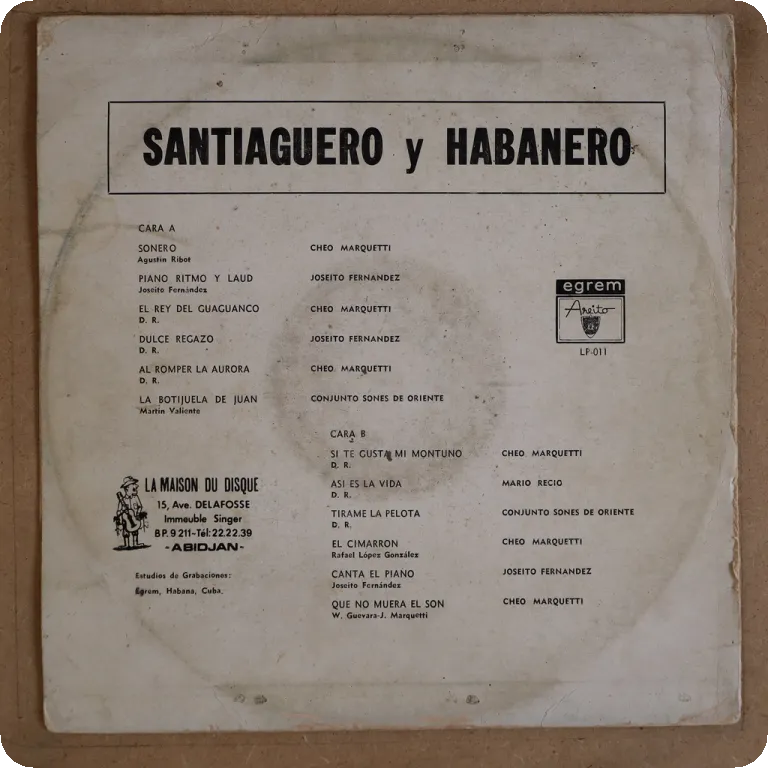 SANTIAGUERO y HABANERO
CARA A
SONERO CHEO MARQUETTI
Agustin Ribot
PIANO RITMO Y LAUD JOSEITO FERNANDEZ
Joseito Fernández
EL REY DEL GUAGUANCO CHEO MARQUETTI
D. R.
DULCE REGAZO JOSEITO FERNANDEZ
D. R.
AL ROMPER LA AURORA CHEO MARQUETTI
D. R.
LA BOTIJUELA DE JUAN CONJUNTO SONES DE ORIENTE
Martin Valiente
egrem
Areito
LP-011
CARA B
SI TE GUSTA MI MONTUNO CHEO MARQUETTI
D. R.
ASI ES LA VIDA MARIO RECIO
D. R.
TIRAME LA PELOTA CONJUNTO SONES DE ORIENTE
D. R.
EL CIMARRON CHEO MARQUETTI
Rafael López González
CANTA EL PIANO JOSEITO FERNANDEZ
Joseito Fernández
QUE NO MUERA EL SON CHEO MARQUETTI
W. Guevara-J. Marquetti
LA MAISON DU DISQUE
15, Ave. DELAFOSSE
Immeuble Singer
BP. 9 211-Tél: 22.22.39
-ABIDJAN-
Estudios de Grabaciones:
Egrem, Habana, Cuba.